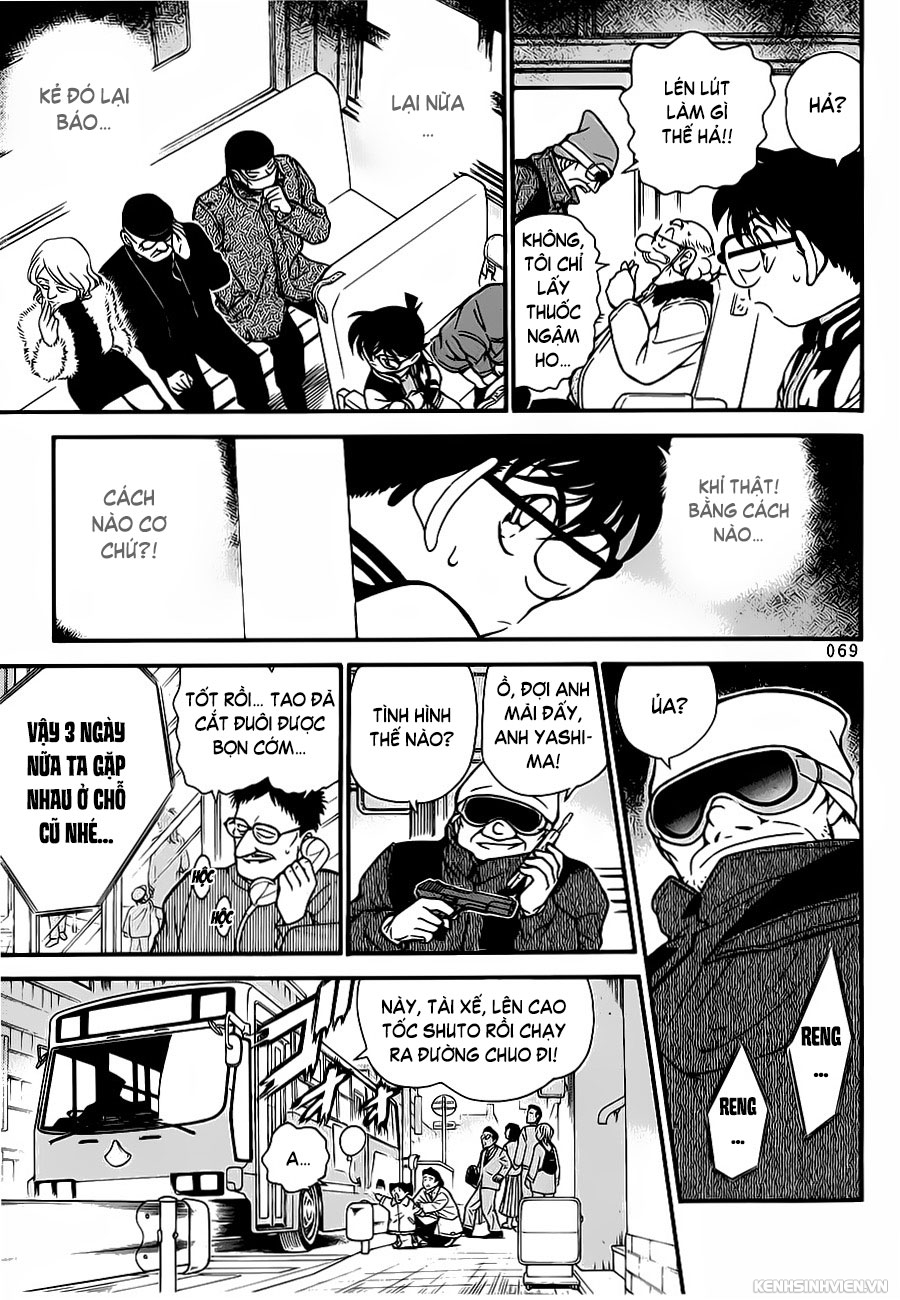 HẢ?
LÉN LÚT
LÀM GÌ
THẾ HẢ!!
KHÔNG,
TÔI CHỈ
LẤY
THUỐC
NGẬM
HO...
LẠI NỮA
...
KẺ ĐÓ LẠI
BÁO...
KHỈ THẬT!
BẰNG CÁCH
NÀO...
CÁCH
NÀO CƠ
CHỨ?!
069
ỦA?
RENG
...
RENG
...
Ồ, ĐỢI ANH
MÃI ĐẤY,
ANH YASHI-
MA!
TÌNH HÌNH
THẾ NÀO?
TỐT RỒI... TAO ĐÃ
CẮT ĐUÔI ĐƯỢC
BỌN CỚM...
HỘC
HỘC
VẬY 3 NGÀY
NỮA TA GẶP
NHAU Ở CHỖ
CŨ NHÉ...
NÀY, TÀI XẾ, LÊN CAO
TỐC SHUTO RỒI CHẠY
RA ĐƯỜNG CHUO ĐI!
A...
KENHSINHVIEN.VN